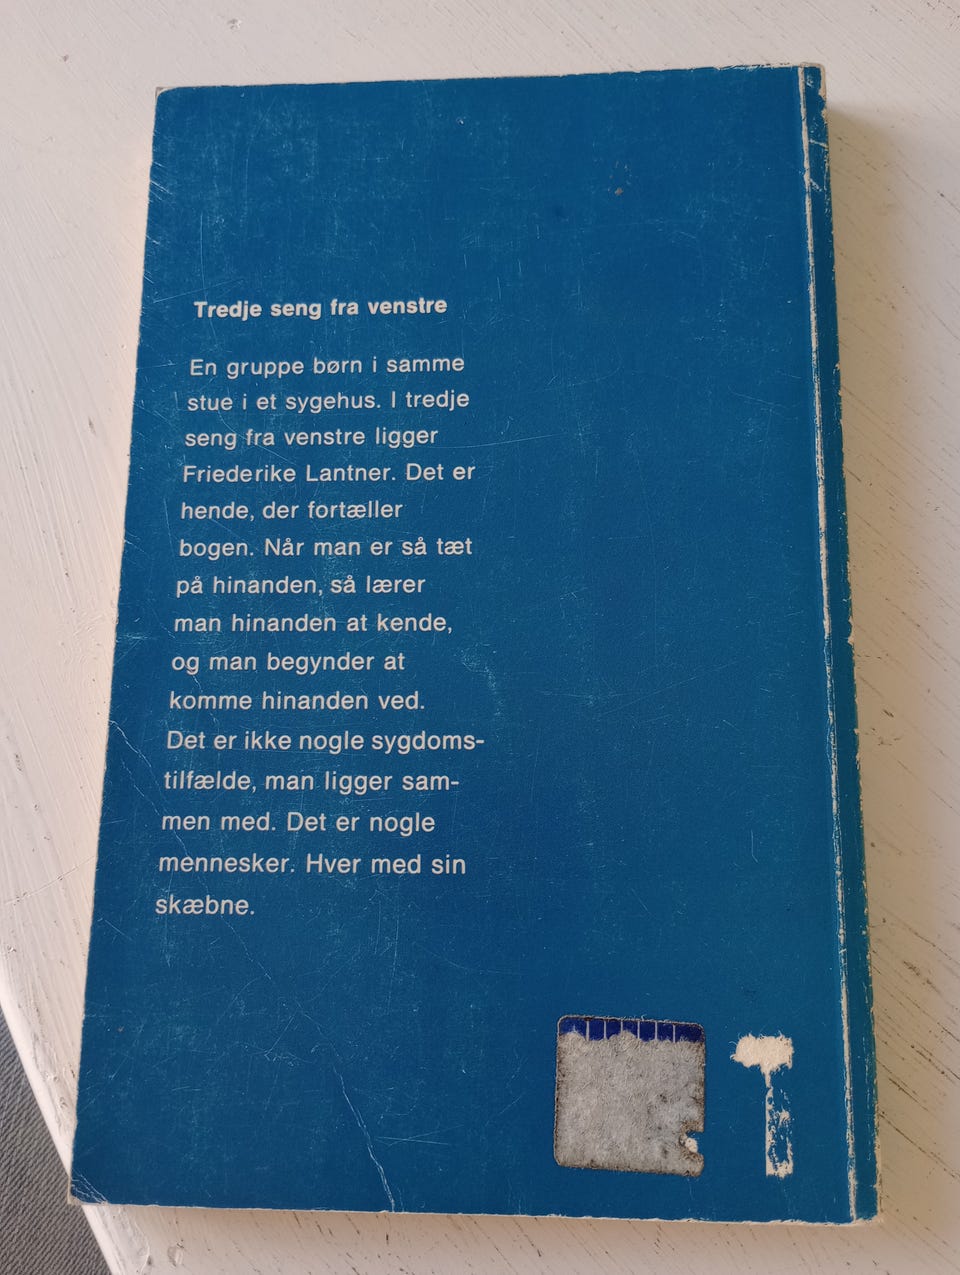 Tredje seng fra venstre
En gruppe børn i samme
stue i et sygehus. I tredje
seng fra venstre ligger
Friederike Lantner. Det er
hende, der fortæller
bogen. Når man er så tæt
på hinanden, så lærer
man hinanden at kende,
og man begynder at
komme hinanden ved.
Det er ikke nogle sygdoms-
tilfælde, man ligger sam-
men med. Det er nogle
mennesker. Hver med sin
skæbne.